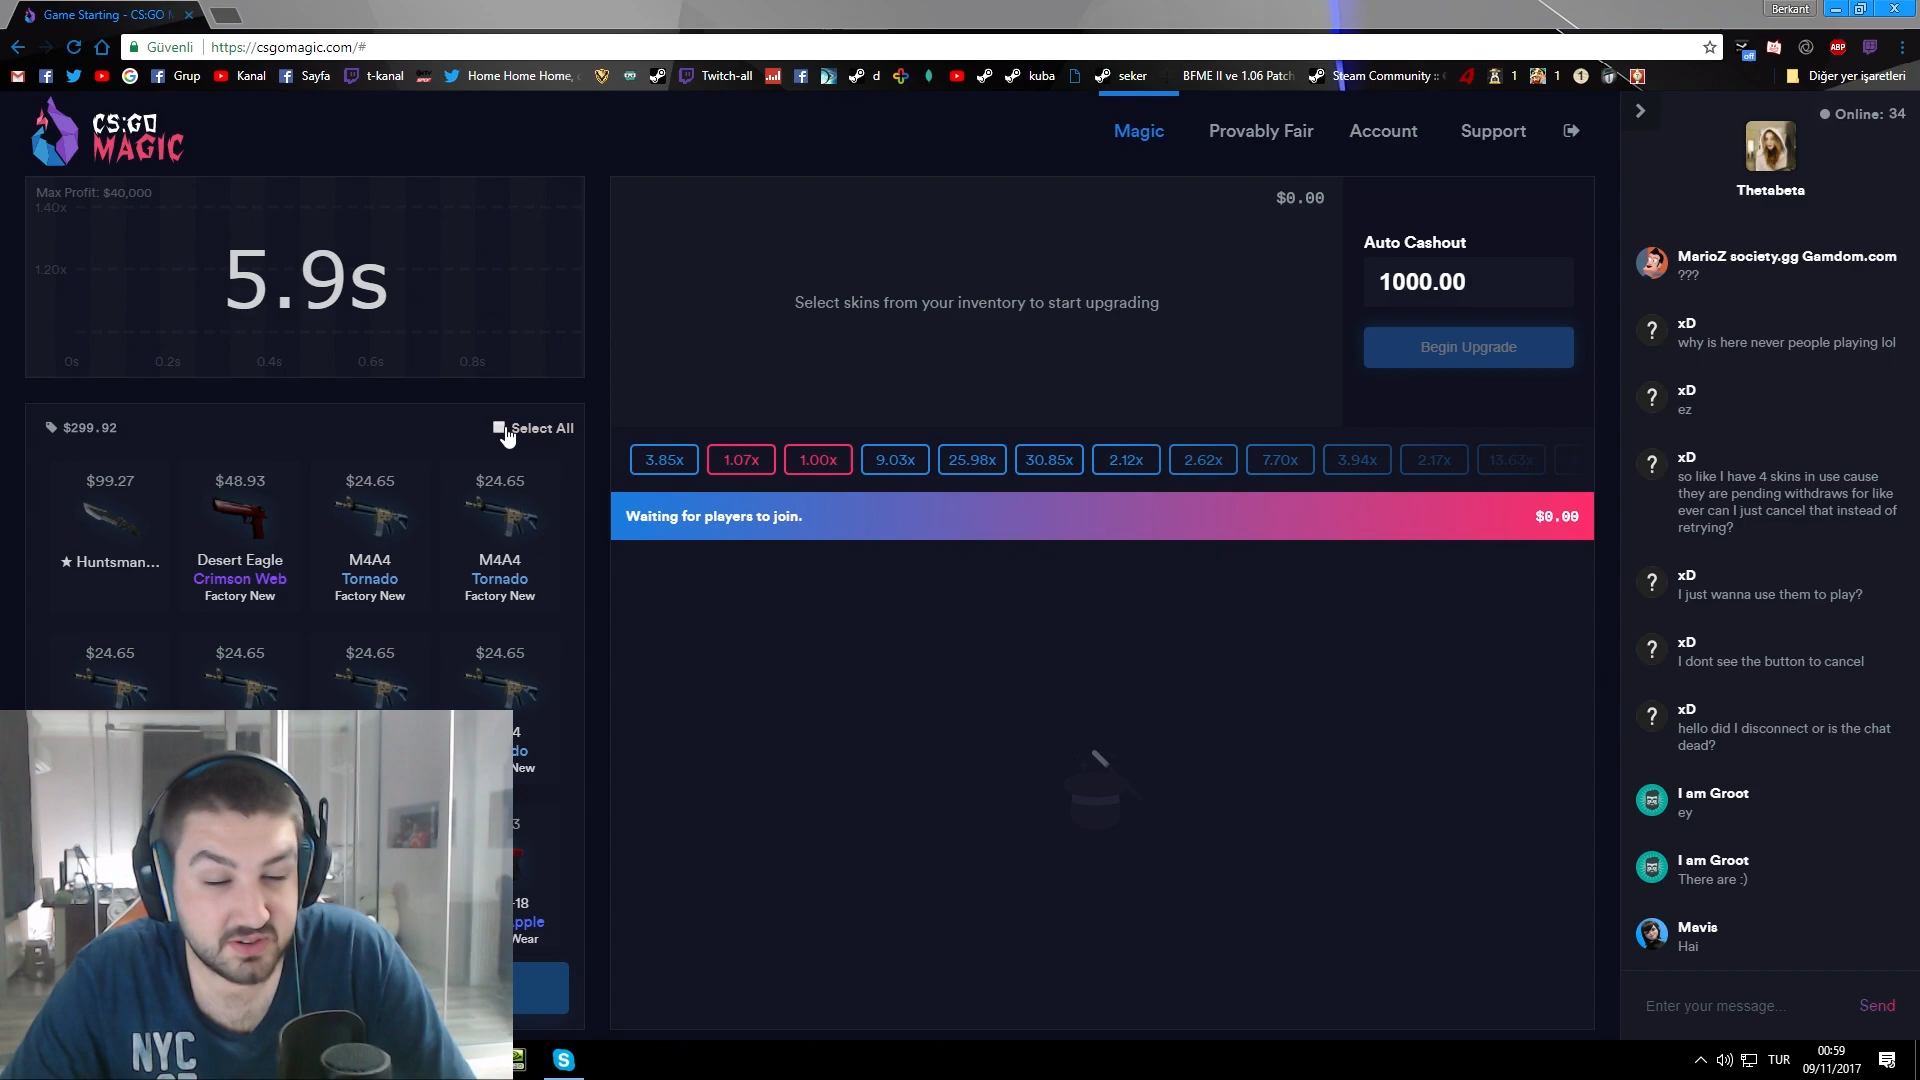 Game Starting - CS:GO
Berkant
Güvenli
https://csgomagic.com/#
ABP
off
Grup
Kanal
Sayfa
t-kanal
Home Home Home,
Twitch-all
d
kuba
seker
BFME II ve 1.06 Patch
Steam Community ::
1
1
Diğer yer işaretleri
CS:GO
MAGIC
Magic
Provably Fair
Account
Support
Online: 34
Thetabeta
Max Profit: $40,000
1.40x
1.20x
5.9s
0s
0.2s
0.4s
0.6s
0.8s
$0.00
Select skins from your inventory to start upgrading
Auto Cashout
1000.00
Begin Upgrade
$299.92
Select All
3.85x
1.07x
1.00x
9.03x
25.98x
30.85x
2.12x
2.62x
7.70x
3.94x
2.17x
13.63x
Waiting for players to join.
$0.00
$99.27
★ Huntsman...
$48.93
Desert Eagle
Crimson Web
Factory New
$24.65
M4A4
Tornado
Factory New
$24.65
M4A4
Tornado
Factory New
$24.65
$24.65
$24.65
$24.65
4
do
New
3
-18
pple
Wear
NYC
MarioZ society.gg Gamdom.com
???
xD
why is here never people playing lol
xD
ez
xD
so like I have 4 skins in use cause
they are pending withdraws for like
ever can I just cancel that instead of
retrying?
xD
I just wanna use them to play?
xD
I dont see the button to cancel
xD
hello did I disconnect or is the chat
dead?
I am Groot
ey
I am Groot
There are :)
Mavis
Hai
Enter your message...
Send
TUR
00:59
09/11/2017